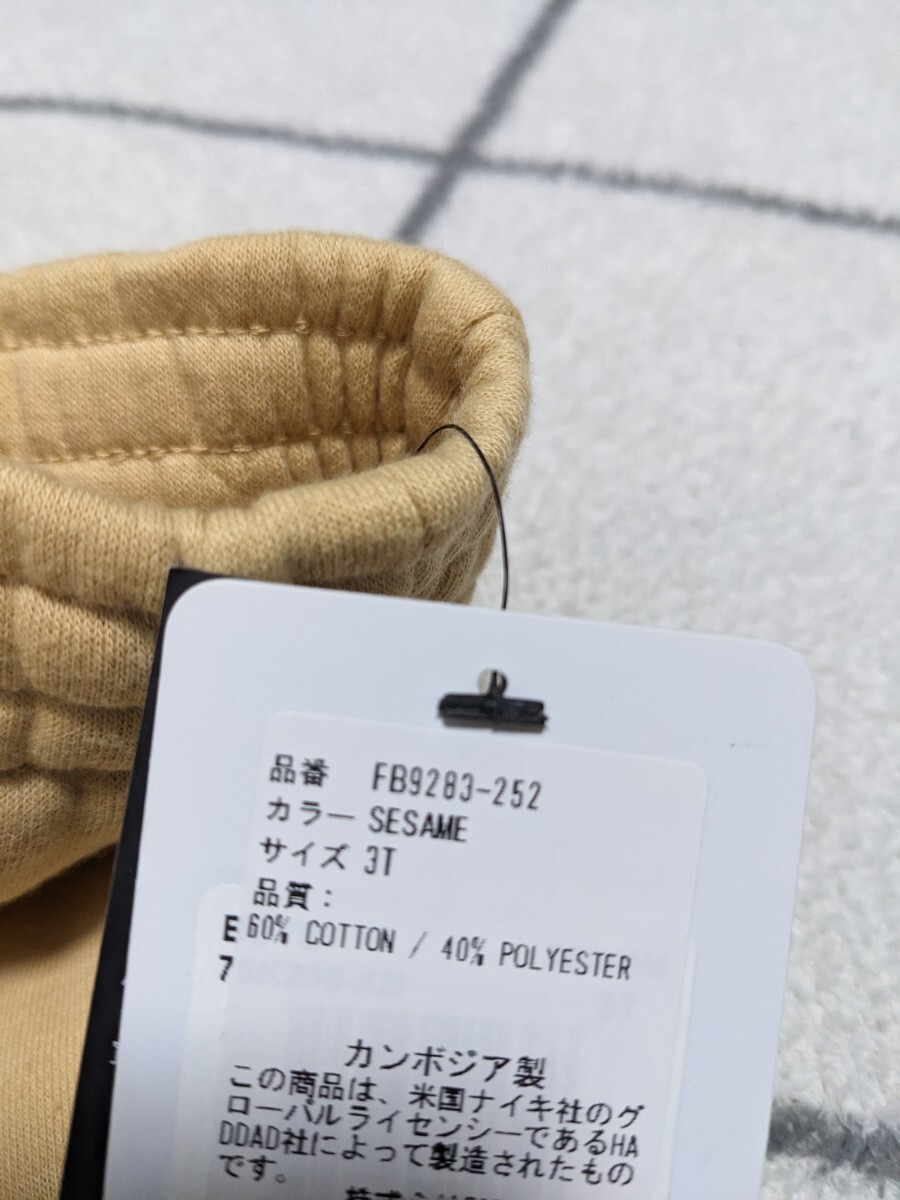 品番 FB9283-252
カラー SESAME
サイズ 3T
品質：
60% COTTON / 40% POLYESTER
E
7
カンボジア製
この商品は、米国ナイキ社のグ
ローバルライセンシーであるHA
DDAD社によって製造されたもの
です。